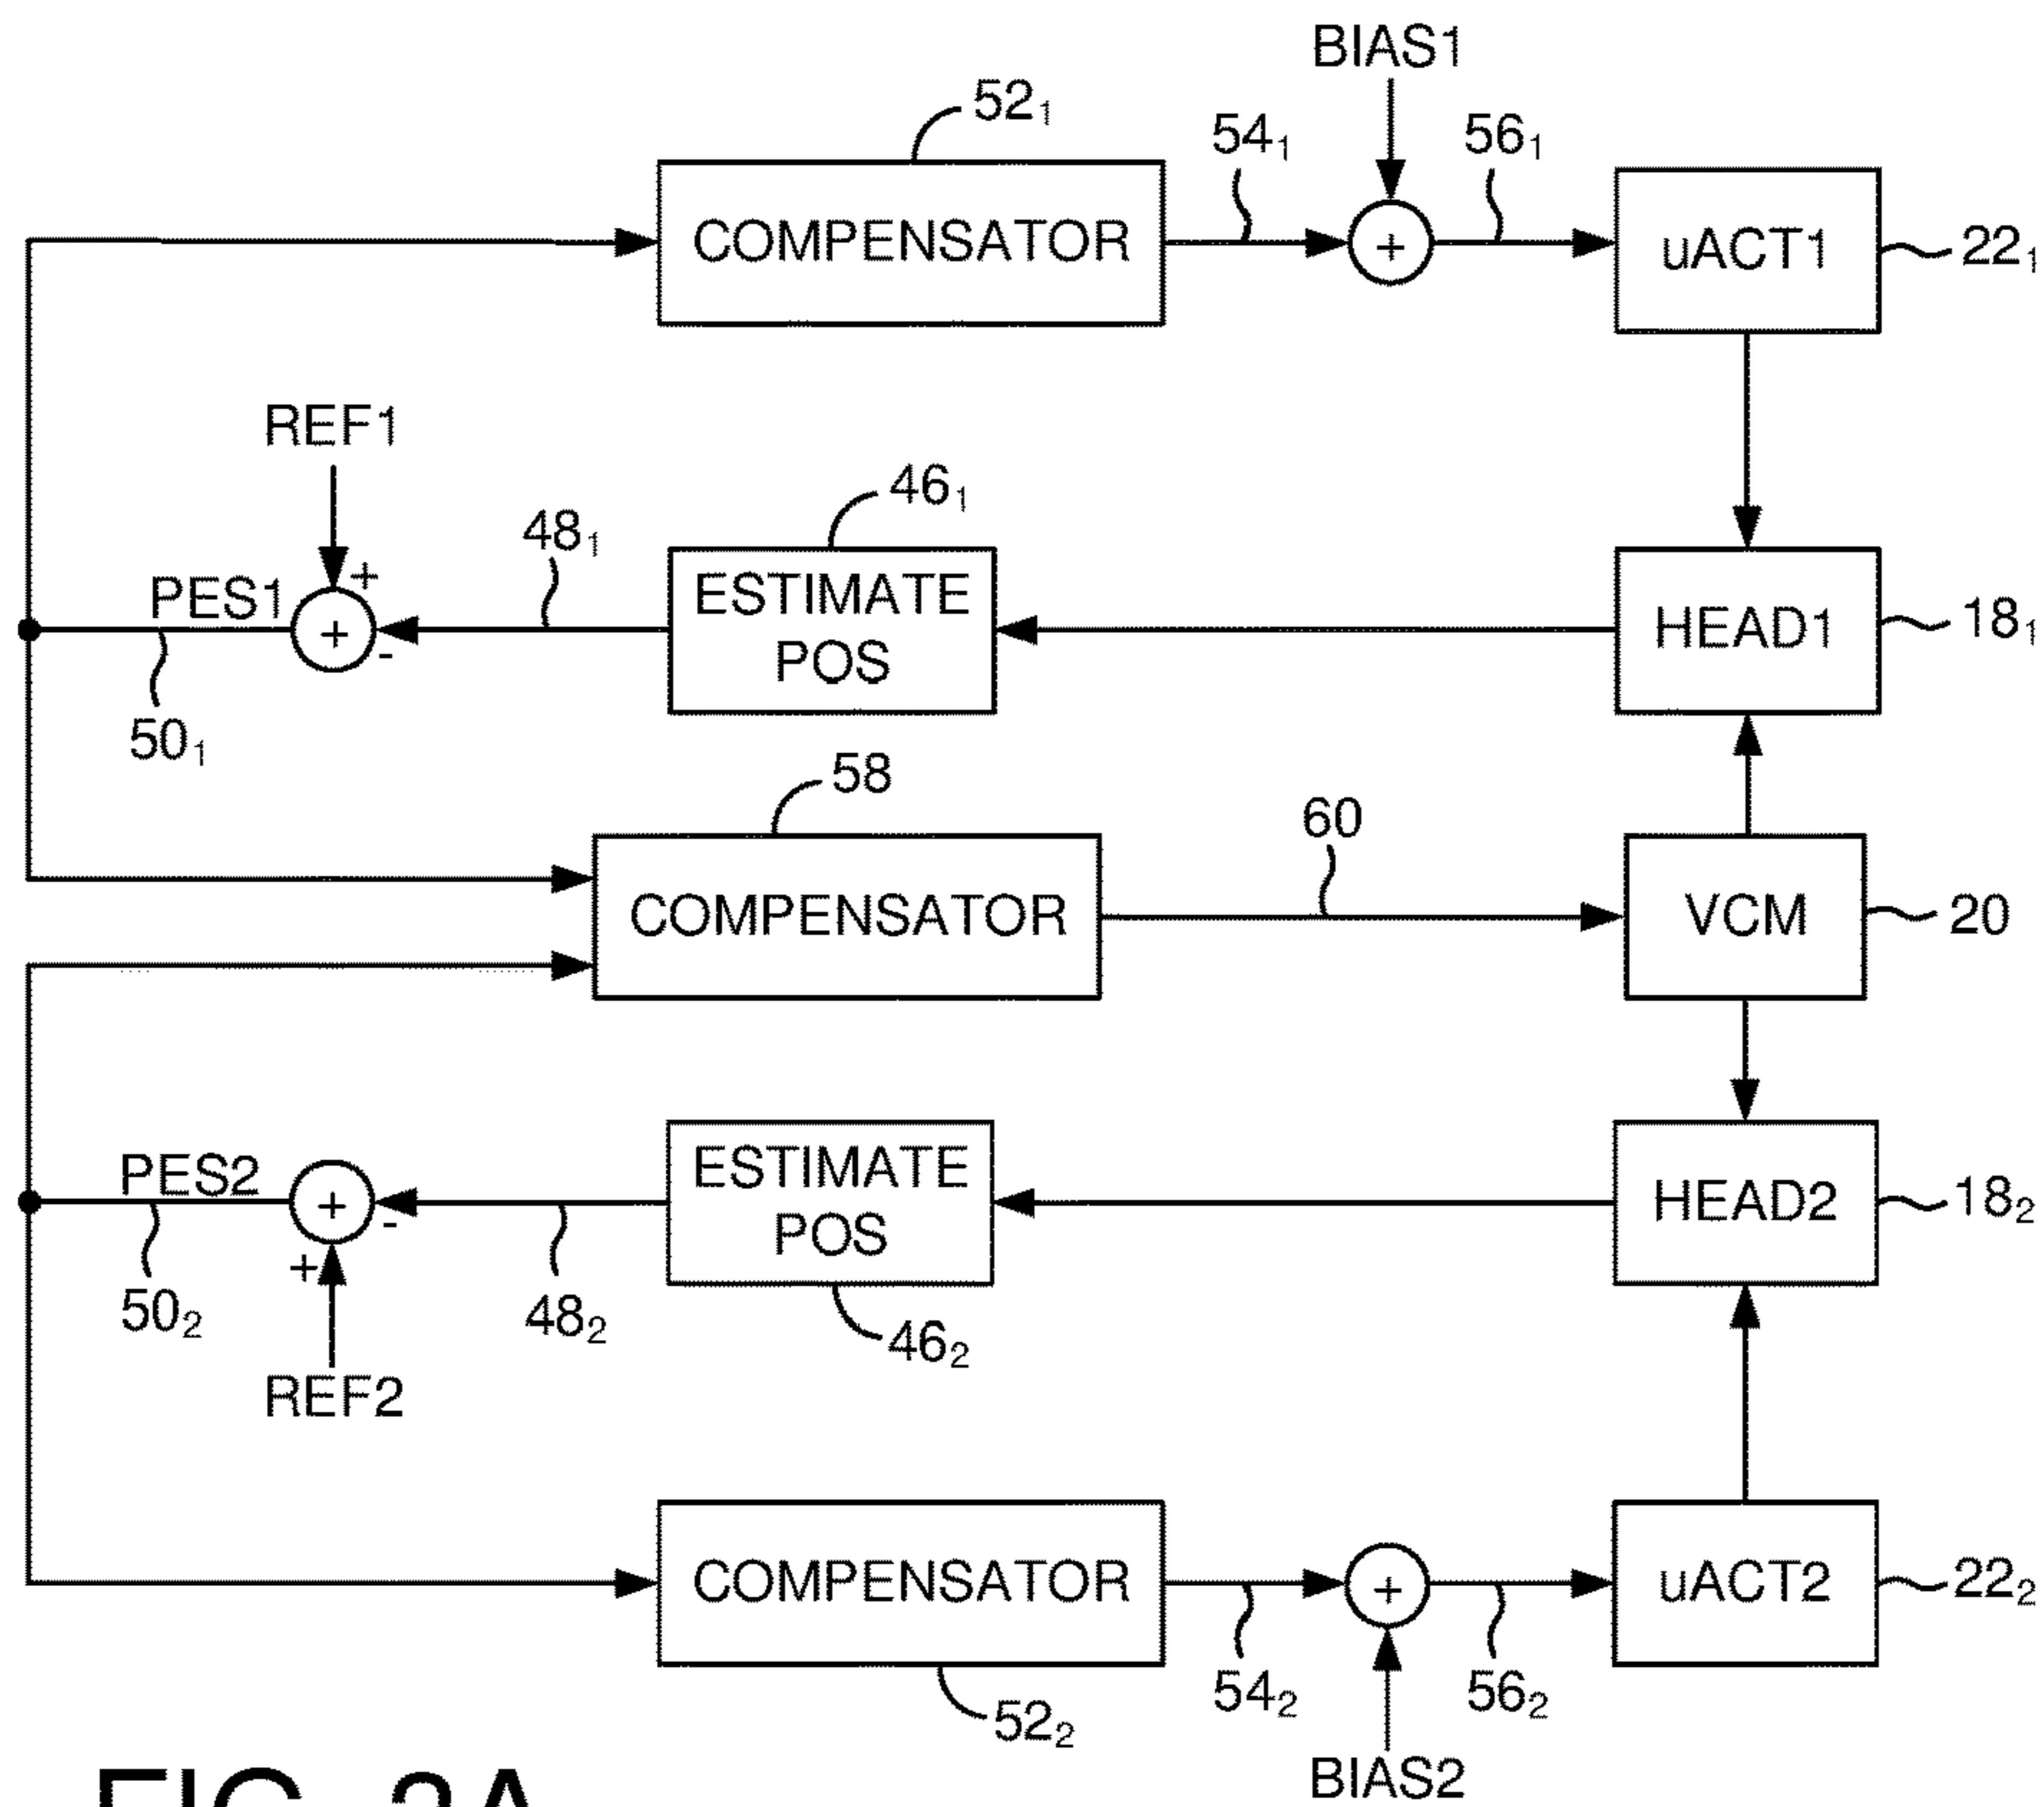 BIAS1
52₁
54₁
56₁
COMPENSATOR
+
uACT1
22₁
REF1
46₁
48₁
+
PES1
+
-
ESTIMATE
POS
HEAD1
18₁
50₁
58
60
COMPENSATOR
VCM
20
PES2
+
-
ESTIMATE
POS
HEAD2
18₂
+
50₂
48₂
46₂
REF2
COMPENSATOR
+
uACT2
22₂
54₂
56₂
52₂
BIAS2